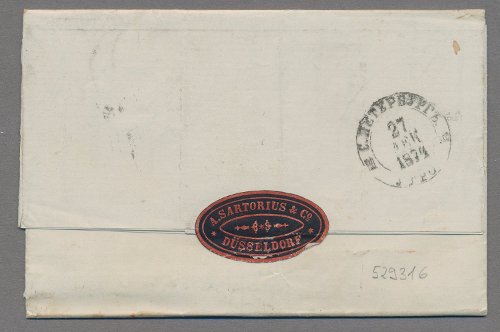 С.ПЕТЕРБУРГЪ
27
1874
A. SARTORIUS & Co.
DÜSSELDORF
529316